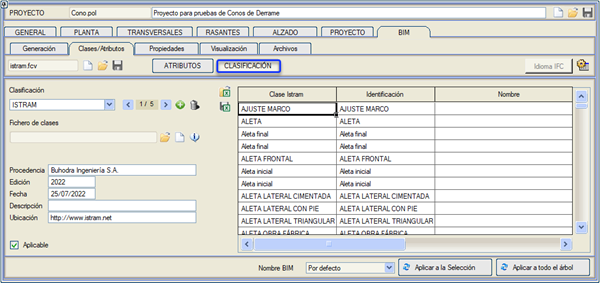 PROYECTO Cono.pol Proyecto para pruebas de Conos de Derrame
GENERAL PLANTA TRANSVERSALES RASANTES ALZADO PROYECTO BIM
Generación Clases/Atributos Propiedades Visualización Archivos
istram.fcv ATRIBUTOS CLASIFICACIÓN Idioma IFC
Clasificación
ISTRAM 1 / 5
Fichero de clases
Procedencia Buhodra Ingeniería S.A.
Edición 2022
Fecha 25/07/2022
Descripción
Ubicación http://www.istram.net
Aplicable
Clase Istram Identificación Nombre
AJUSTE MARCO AJUSTE MARCO
ALETA ALETA
Aleta final Aleta final
Aleta final Aleta final
ALETA FRONTAL ALETA FRONTAL
Aleta inicial Aleta inicial
Aleta inicial Aleta inicial
ALETA LATERAL CIMENTADA ALETA LATERAL CIMENTADA
ALETA LATERAL CON PIE ALETA LATERAL CON PIE
ALETA LATERAL TRIANGULAR ALETA LATERAL TRIANGULAR
ALETA OBRA FÁBRICA ALETA OBRA FÁBRICA
Nombre BIM Por defecto Aplicar a la Selección Aplicar a todo el árbol